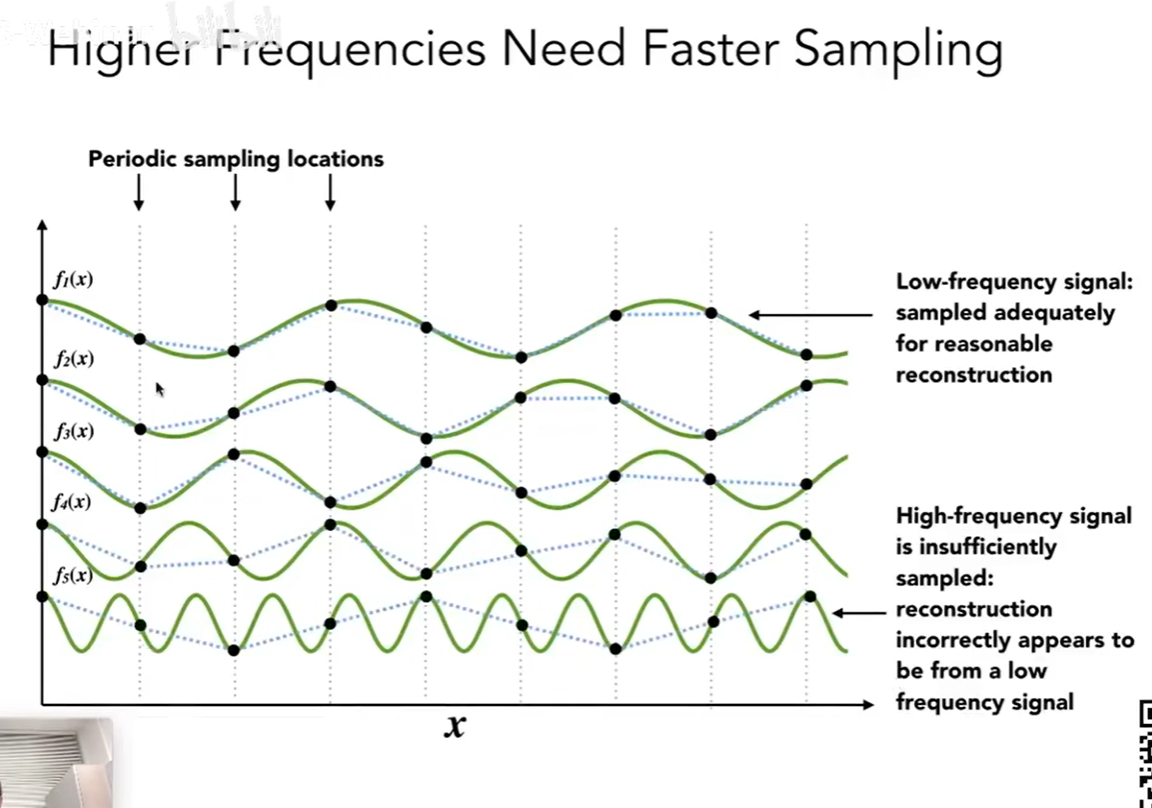 Higher Frequencies Need Faster Sampling
Periodic sampling locations
f₁(x)
f₂(x)
f₃(x)
f₄(x)
f₅(x)
x
Low-frequency signal:
sampled adequately
for reasonable
reconstruction
High-frequency signal
is insufficiently
sampled:
reconstruction
incorrectly appears to
be from a low
frequency signal